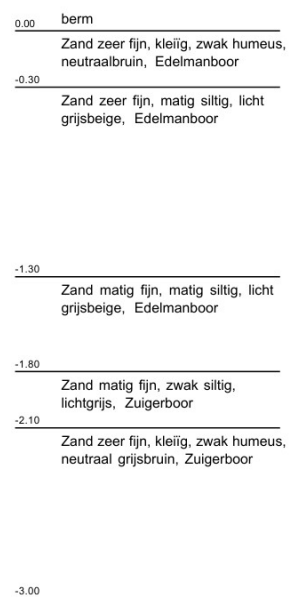 0.00 berm
Zand zeer fijn, kleiïg, zwak humeus,
neutraalbruin, Edelmanboor
-0.30
Zand zeer fijn, matig siltig, licht
grijsbeige, Edelmanboor
-1.30
Zand matig fijn, matig siltig, licht
grijsbeige, Edelmanboor
-1.80
Zand matig fijn, zwak siltig,
lichtgrijs, Zuigerboor
-2.10
Zand zeer fijn, kleiïg, zwak humeus,
neutraal grijsbruin, Zuigerboor
-3.00